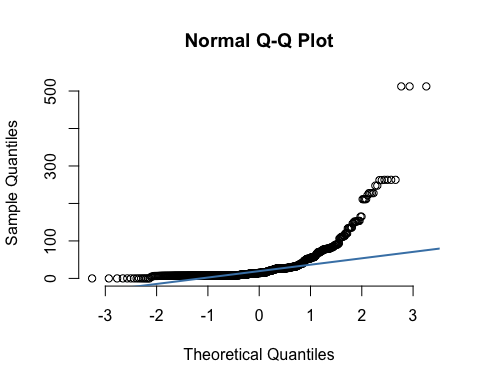 Normal Q-Q Plot
Sample Quantiles
500
300
100
0
-3 -2 -1 0 1 2 3
Theoretical Quantiles